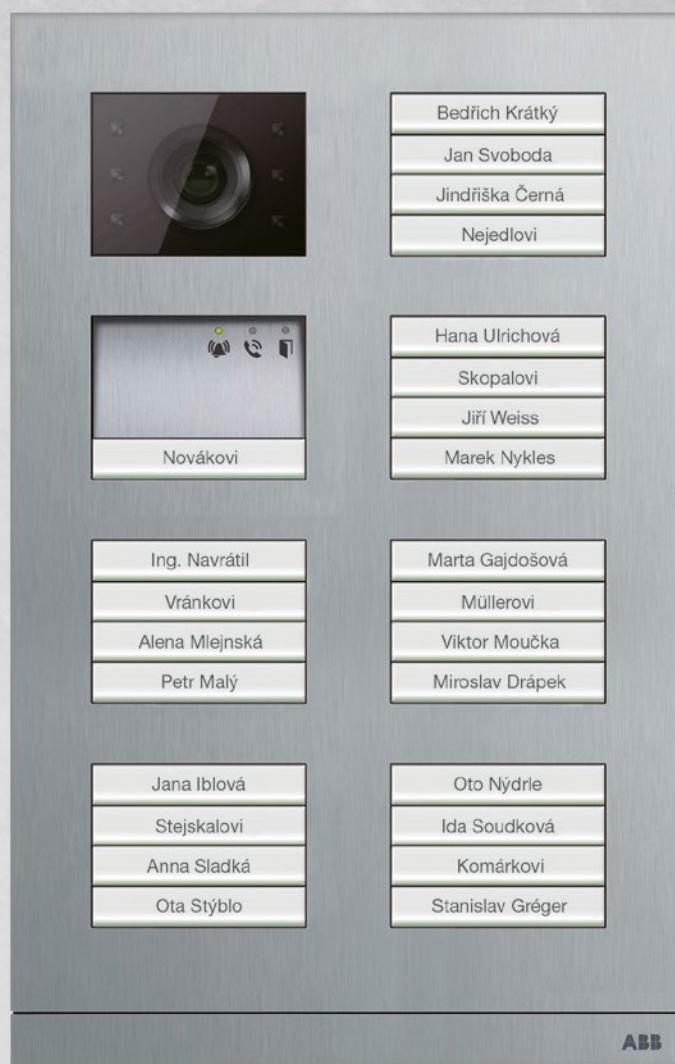 Bedřich Krátký
Jan Svoboda
Jindřiška Černá
Nejedlovi
Novákovi
Hana Ulrichová
Skopalovi
Jiří Weiss
Marek Nykles
Ing. Navrátil
Vránkovi
Alena Mlejnská
Petr Malý
Marta Gajdošová
Müllerovi
Viktor Moučka
Miroslav Drápek
Jana Iblová
Stejskalovi
Anna Sladká
Ota Stýblo
Oto Nýdrle
Ida Soudková
Komárkovi
Stanislav Gréger
ABB